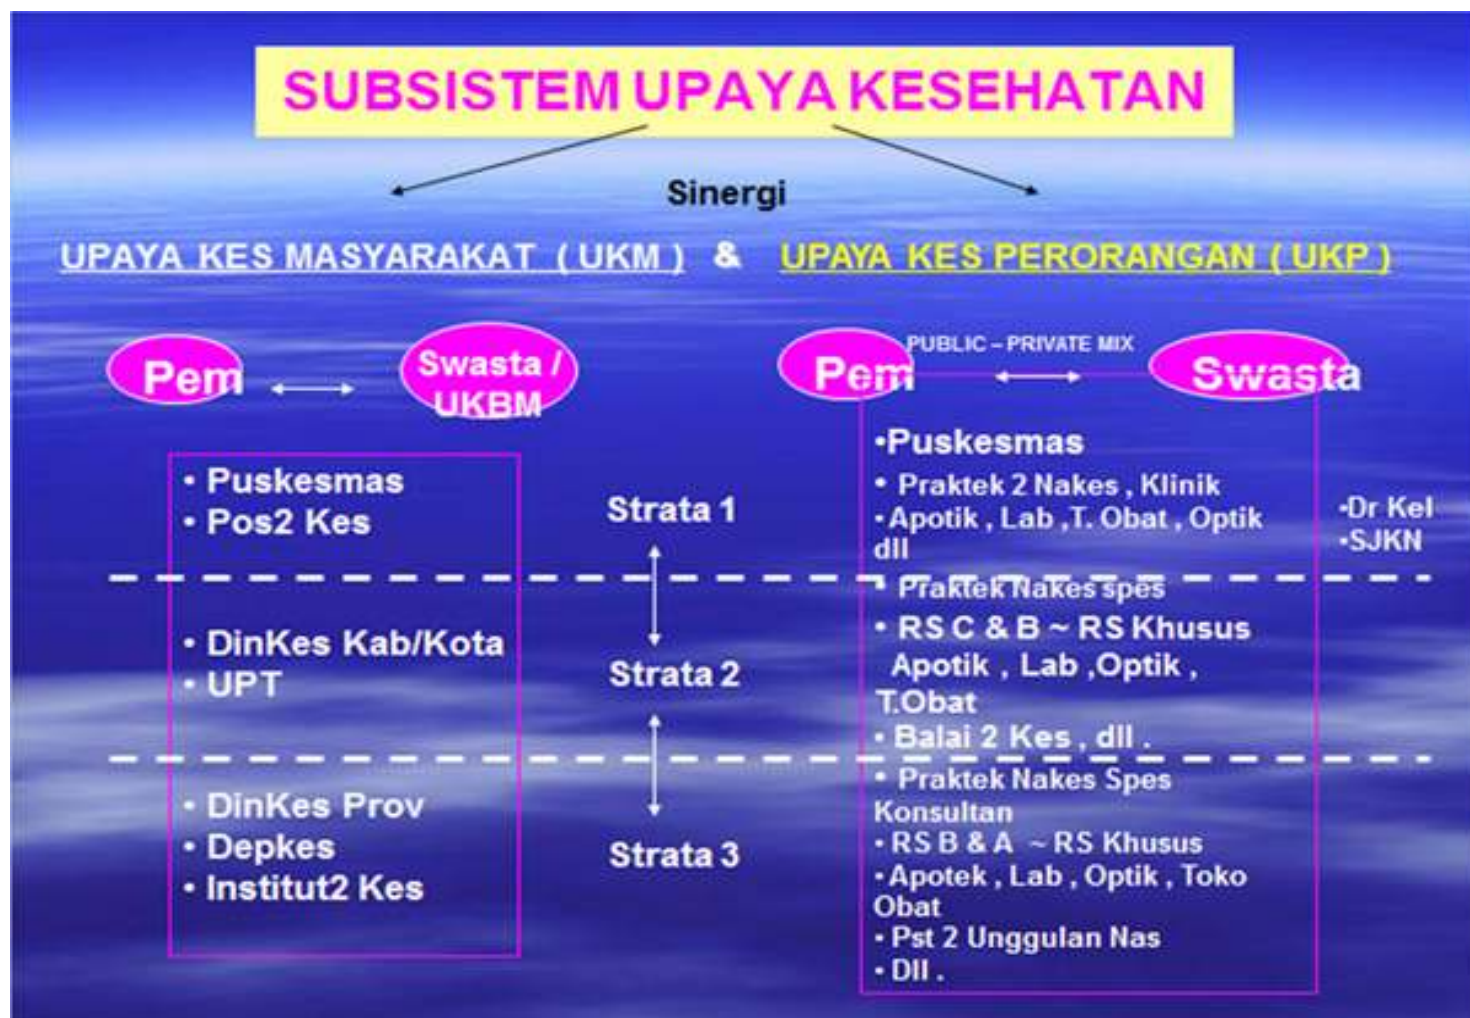 SUBSISTEM UPAYA KESEHATAN
Sinergi
UPAYA KES MASYARAKAT ( UKM ) & UPAYA KES PERORANGAN ( UKP )
Pem
Swasta /
UKBM
• Puskesmas
• Pos2 Kes
• DinKes Kab/Kota
• UPT
• DinKes Prov
• Depkes
• Institut2 Kes
Strata 1
Strata 2
Strata 3
Pem
PUBLIC – PRIVATE MIX
Swasta
•Puskesmas
• Praktek 2 Nakes , Klinik
•Apotik , Lab ,T. Obat , Optik
dll
• Praktek Nakes spes
• RS C & B ~ RS Khusus
Apotik , Lab ,Optik ,
T.Obat
• Balai 2 Kes , dll .
• Praktek Nakes Spes
Konsultan
• RS B & A ~ RS Khusus
• Apotek , Lab , Optik , Toko
Obat
• Pst 2 Unggulan Nas
• Dll .
•Dr Kel
•SJKN